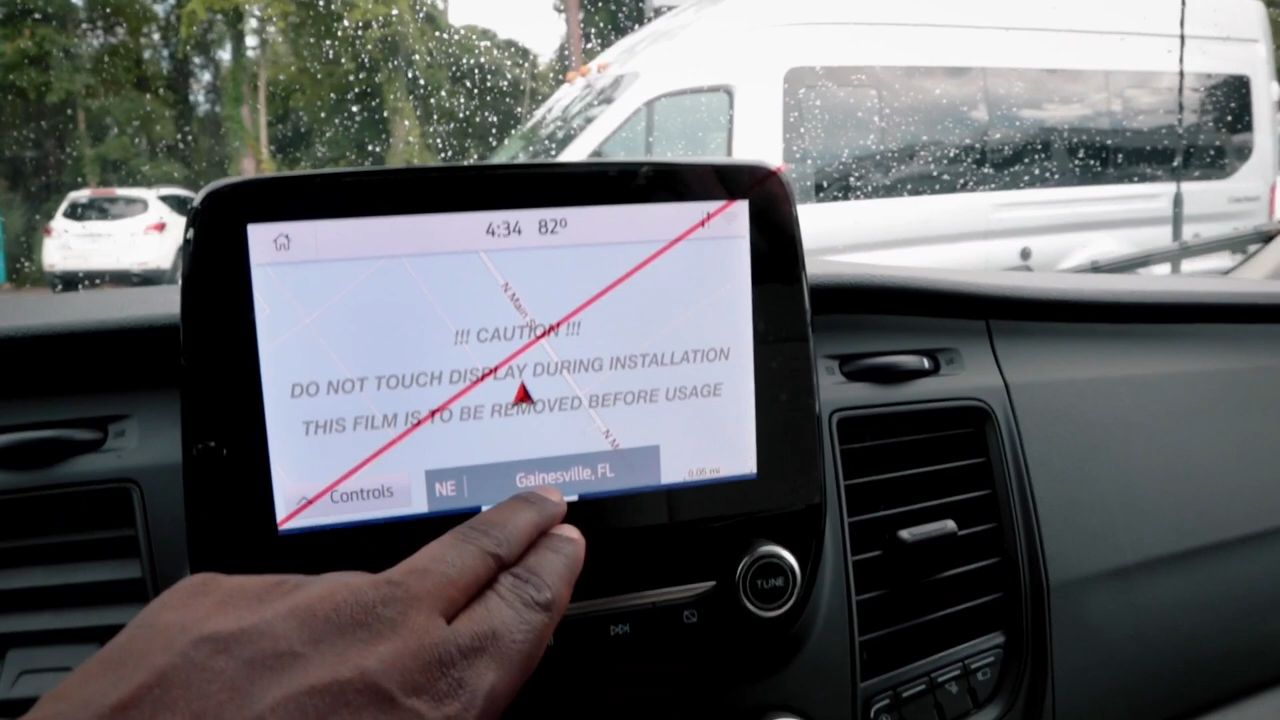 4:34 82°
N Main St
!!! CAUTION !!!
DO NOT TOUCH DISPLAY DURING INSTALLATION
THIS FILM IS TO BE REMOVED BEFORE USAGE
N M
Controls
NE
Gainesville, FL
0.05 mi
TUNE